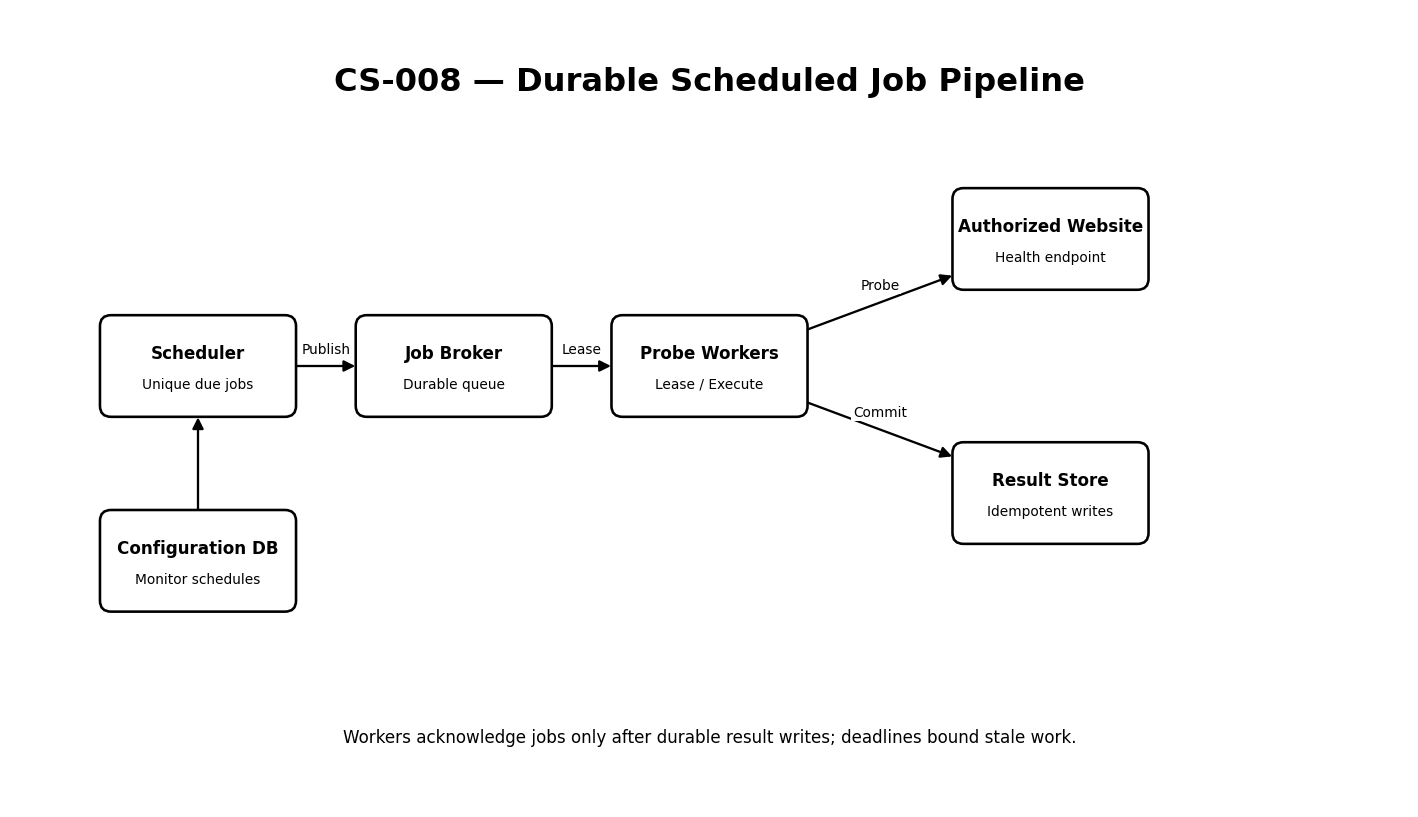 CS-008 — Durable Scheduled Job Pipeline
Authorized Website
Health endpoint
Probe
Scheduler
Unique due jobs
Publish
Job Broker
Durable queue
Lease
Probe Workers
Lease / Execute
Commit
Result Store
Idempotent writes
Configuration DB
Monitor schedules
Workers acknowledge jobs only after durable result writes; deadlines bound stale work.